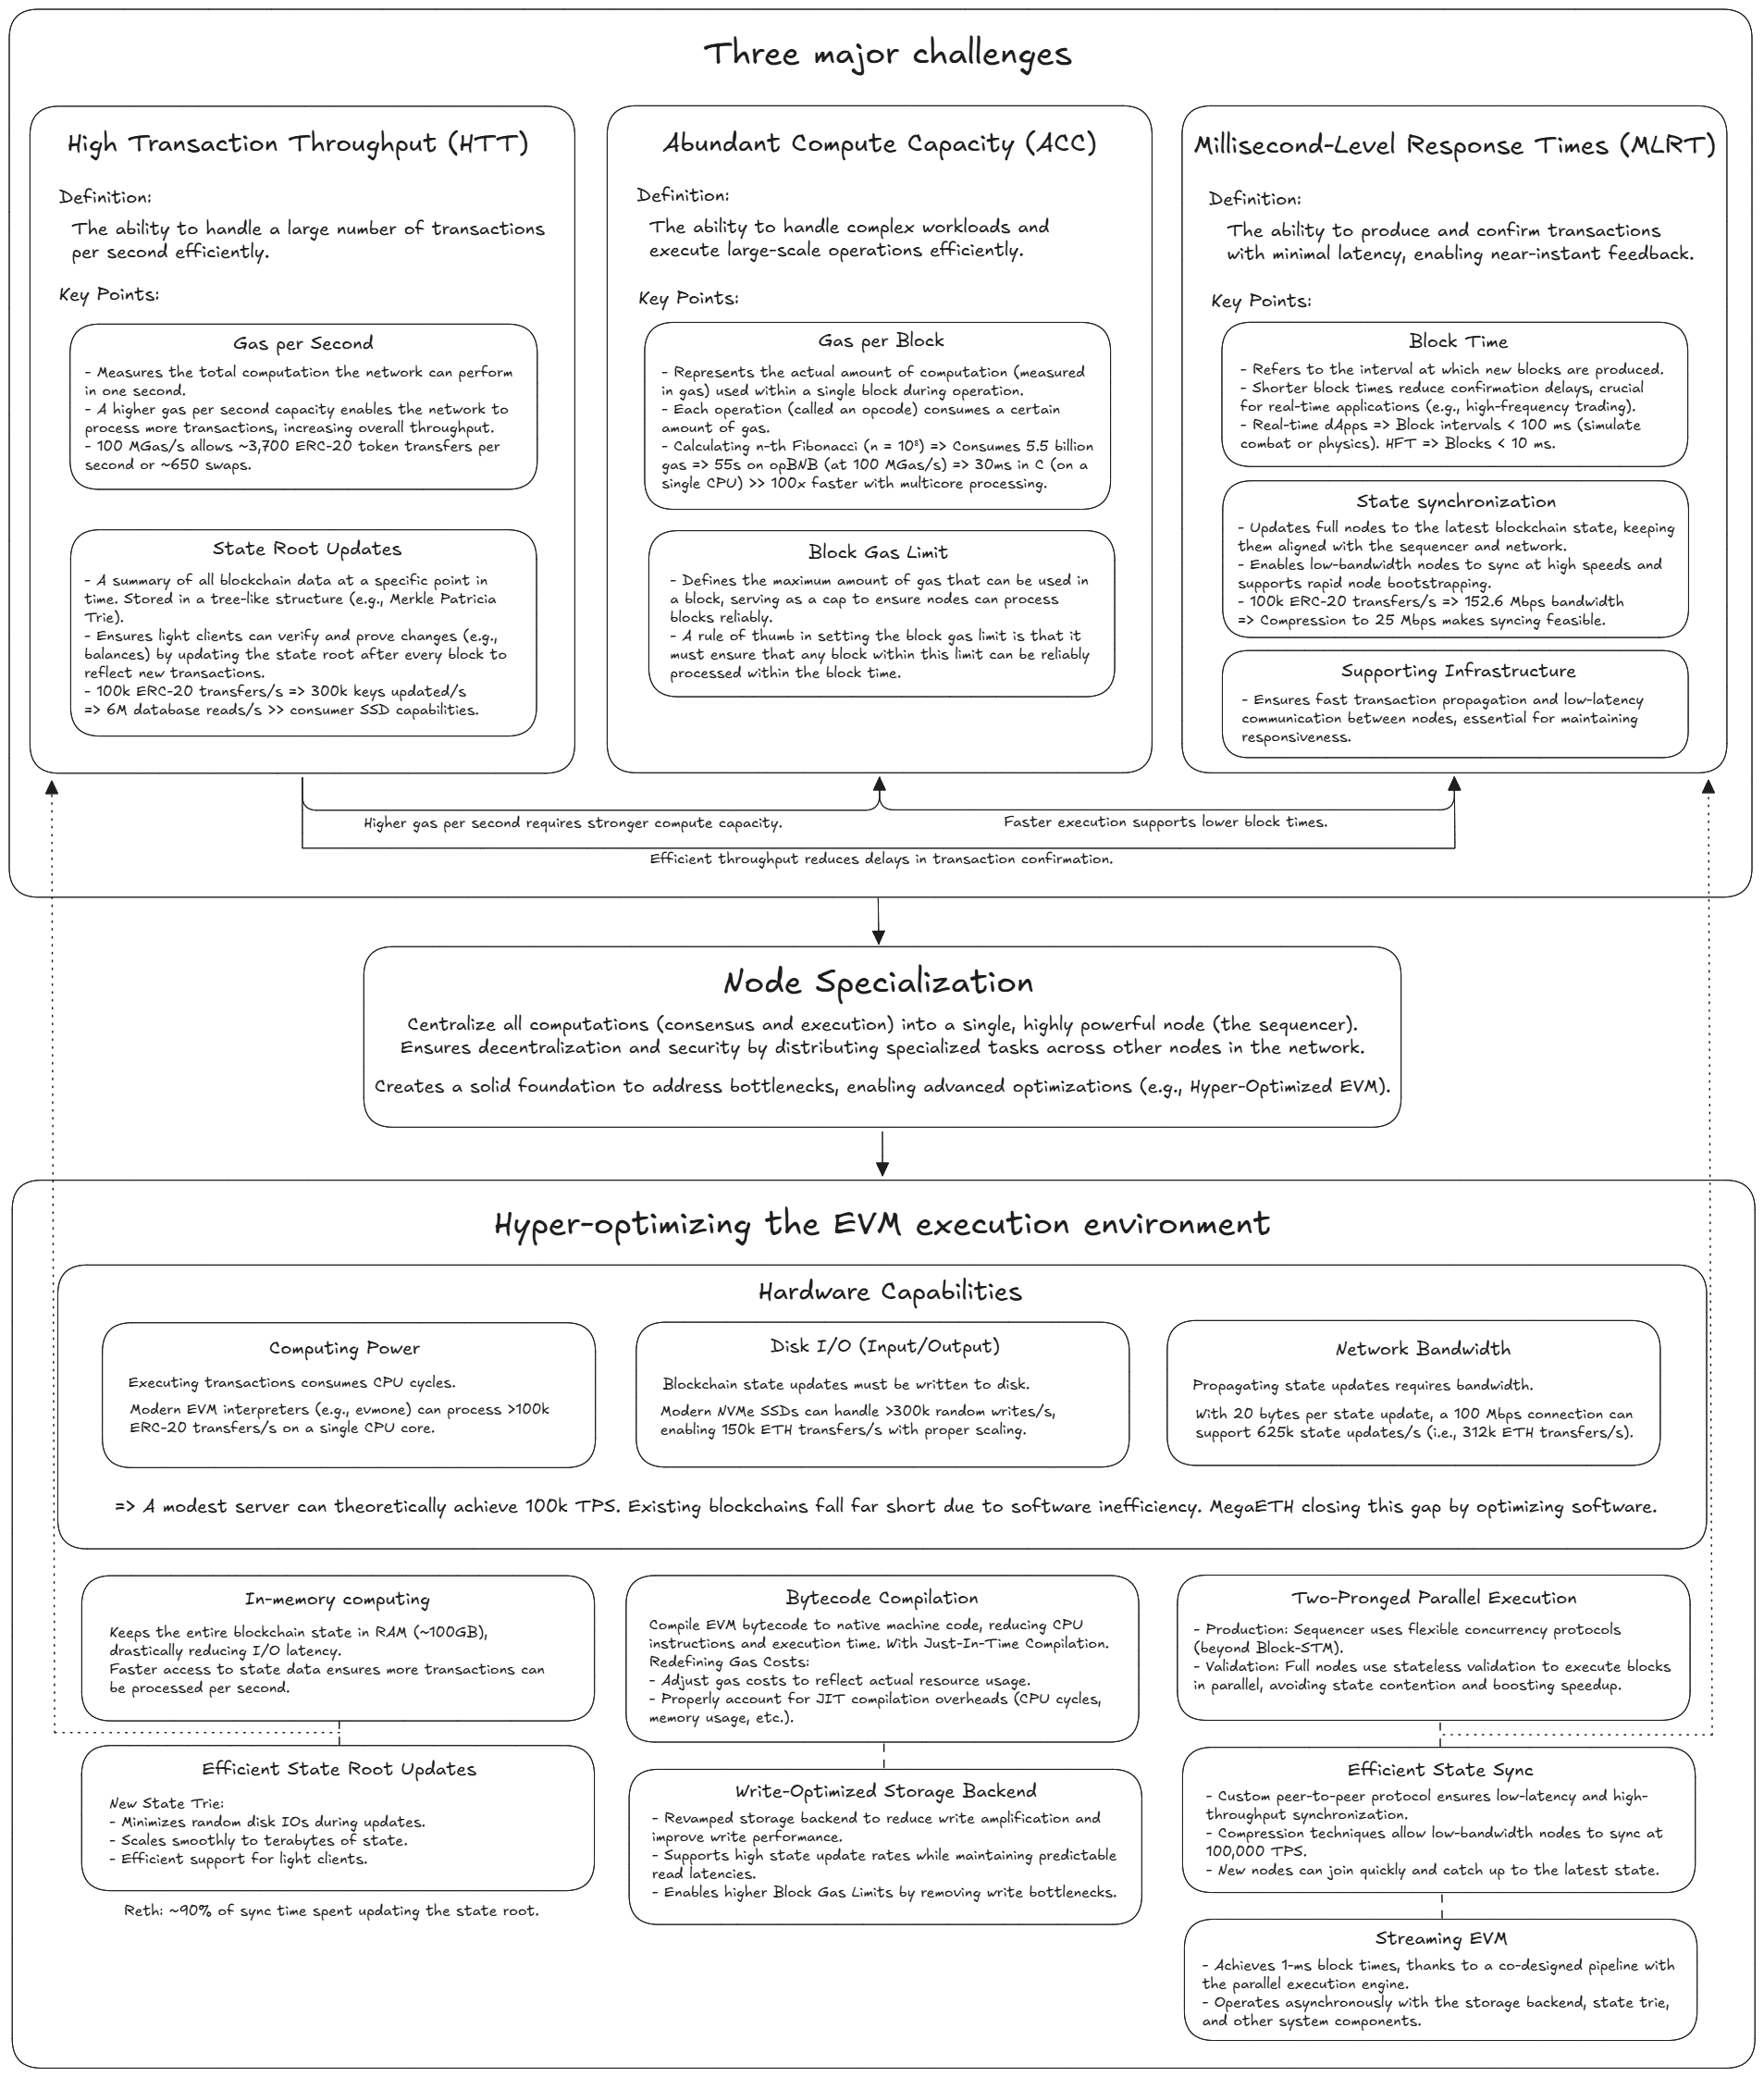 Three major challenges
High Transaction Throughput (HTT)
Definition:
The ability to handle a large number of transactions
per second efficiently.
Key Points:
Gas per Second
- Measures the total computation the network can perform
in one second.
- A higher gas per second capacity enables the network to
process more transactions, increasing overall throughput.
- 100 MGas/s allows ~3,700 ERC-20 token transfers per
second or ~650 swaps.
State Root Updates
- A summary of all blockchain data at a specific point in
time. Stored in a tree-like structure (e.g., Merkle Patricia
Trie).
- Ensures light clients can verify and prove changes (e.g.,
balances) by updating the state root after every block to
reflect new transactions.
- 100k ERC-20 transfers/s => 300k keys updated/s
=> 6M database reads/s >> consumer SSD capabilities.
Abundant Compute Capacity (ACC)
Definition:
The ability to handle complex workloads and
execute large-scale operations efficiently.
Key Points:
Gas per Block
- Represents the actual amount of computation (measured
in gas) used within a single block during operation.
- Each operation (called an opcode) consumes a certain
amount of gas.
- Calculating n-th Fibonacci (n = 10⁸) => Consumes 5.5 billion
gas => 55s on opBNB (at 100 MGas/s) => 30ms in C (on a
single CPU) >> 100x faster with multicore processing.
Block Gas Limit
- Defines the maximum amount of gas that can be used in
a block, serving as a cap to ensure nodes can process
blocks reliably.
- A rule of thumb in setting the block gas limit is that it
must ensure that any block within this limit can be reliably
processed within the block time.
Millisecond-Level Response Times (MLRT)
Definition:
The ability to produce and confirm transactions
with minimal latency, enabling near-instant feedback.
Key Points:
Block Time
- Refers to the interval at which new blocks are produced.
- Shorter block times reduce confirmation delays, crucial
for real-time applications (e.g., high-frequency trading).
- Real-time dApps => Block intervals < 100 ms (simulate
combat or physics). HFT => Blocks < 10 ms.
State synchronization
- Updates full nodes to the latest blockchain state, keeping
them aligned with the sequencer and network.
- Enables low-bandwidth nodes to sync at high speeds and
supports rapid node bootstrapping.
- 100k ERC-20 transfers/s => 152.6 Mbps bandwidth
=> Compression to 25 Mbps makes syncing feasible.
Supporting Infrastructure
- Ensures fast transaction propagation and low-latency
communication between nodes, essential for maintaining
responsiveness.
Higher gas per second requires stronger compute capacity.
Faster execution supports lower block times.
Efficient throughput reduces delays in transaction confirmation.
Node Specialization
Centralize all computations (consensus and execution) into a single, highly powerful node (the sequencer).
Ensures decentralization and security by distributing specialized tasks across other nodes in the network.
Creates a solid foundation to address bottlenecks, enabling advanced optimizations (e.g., Hyper-Optimized EVM).
Hyper-optimizing the EVM execution environment
Hardware Capabilities
Computing Power
Executing transactions consumes CPU cycles.
Modern EVM interpreters (e.g., evmone) can process >100k
ERC-20 transfers/s on a single CPU core.
Disk I/O (Input/Output)
Blockchain state updates must be written to disk.
Modern NVMe SSDs can handle >300k random writes/s,
enabling 150k ETH transfers/s with proper scaling.
Network Bandwidth
Propagating state updates requires bandwidth.
With 20 bytes per state update, a 100 Mbps connection can
support 625k state updates/s (i.e., 312k ETH transfers/s).
=> A modest server can theoretically achieve 100k TPS. Existing blockchains fall far short due to software inefficiency. MegaETH closing this gap by optimizing software.
In-memory computing
Keeps the entire blockchain state in RAM (~100GB),
drastically reducing I/O latency.
Faster access to state data ensures more transactions can
be processed per second.
Efficient State Root Updates
New State Trie:
- Minimizes random disk IOs during updates.
- Scales smoothly to terabytes of state.
- Efficient support for light clients.
Reth: ~90% of sync time spent updating the state root.
Bytecode Compilation
Compile EVM bytecode to native machine code, reducing CPU
instructions and execution time. With Just-In-Time Compilation.
Redefining Gas Costs:
- Adjust gas costs to reflect actual resource usage.
- Properly account for JIT compilation overheads (CPU cycles,
memory usage, etc.).
Write-Optimized Storage Backend
- Revamped storage backend to reduce write amplification and
improve write performance.
- Supports high state update rates while maintaining predictable
read latencies.
- Enables higher Block Gas Limits by removing write bottlenecks.
Two-Pronged Parallel Execution
- Production: Sequencer uses flexible concurrency protocols
(beyond Block-STM).
- Validation: Full nodes use stateless validation to execute blocks
in parallel, avoiding state contention and boosting speedup.
Efficient State Sync
- Custom peer-to-peer protocol ensures low-latency and high-
throughput synchronization.
- Compression techniques allow low-bandwidth nodes to sync at
100,000 TPS.
- New nodes can join quickly and catch up to the latest state.
Streaming EVM
- Achieves 1-ms block times, thanks to a co-designed pipeline with
the parallel execution engine.
- Operates asynchronously with the storage backend, state trie,
and other system components.